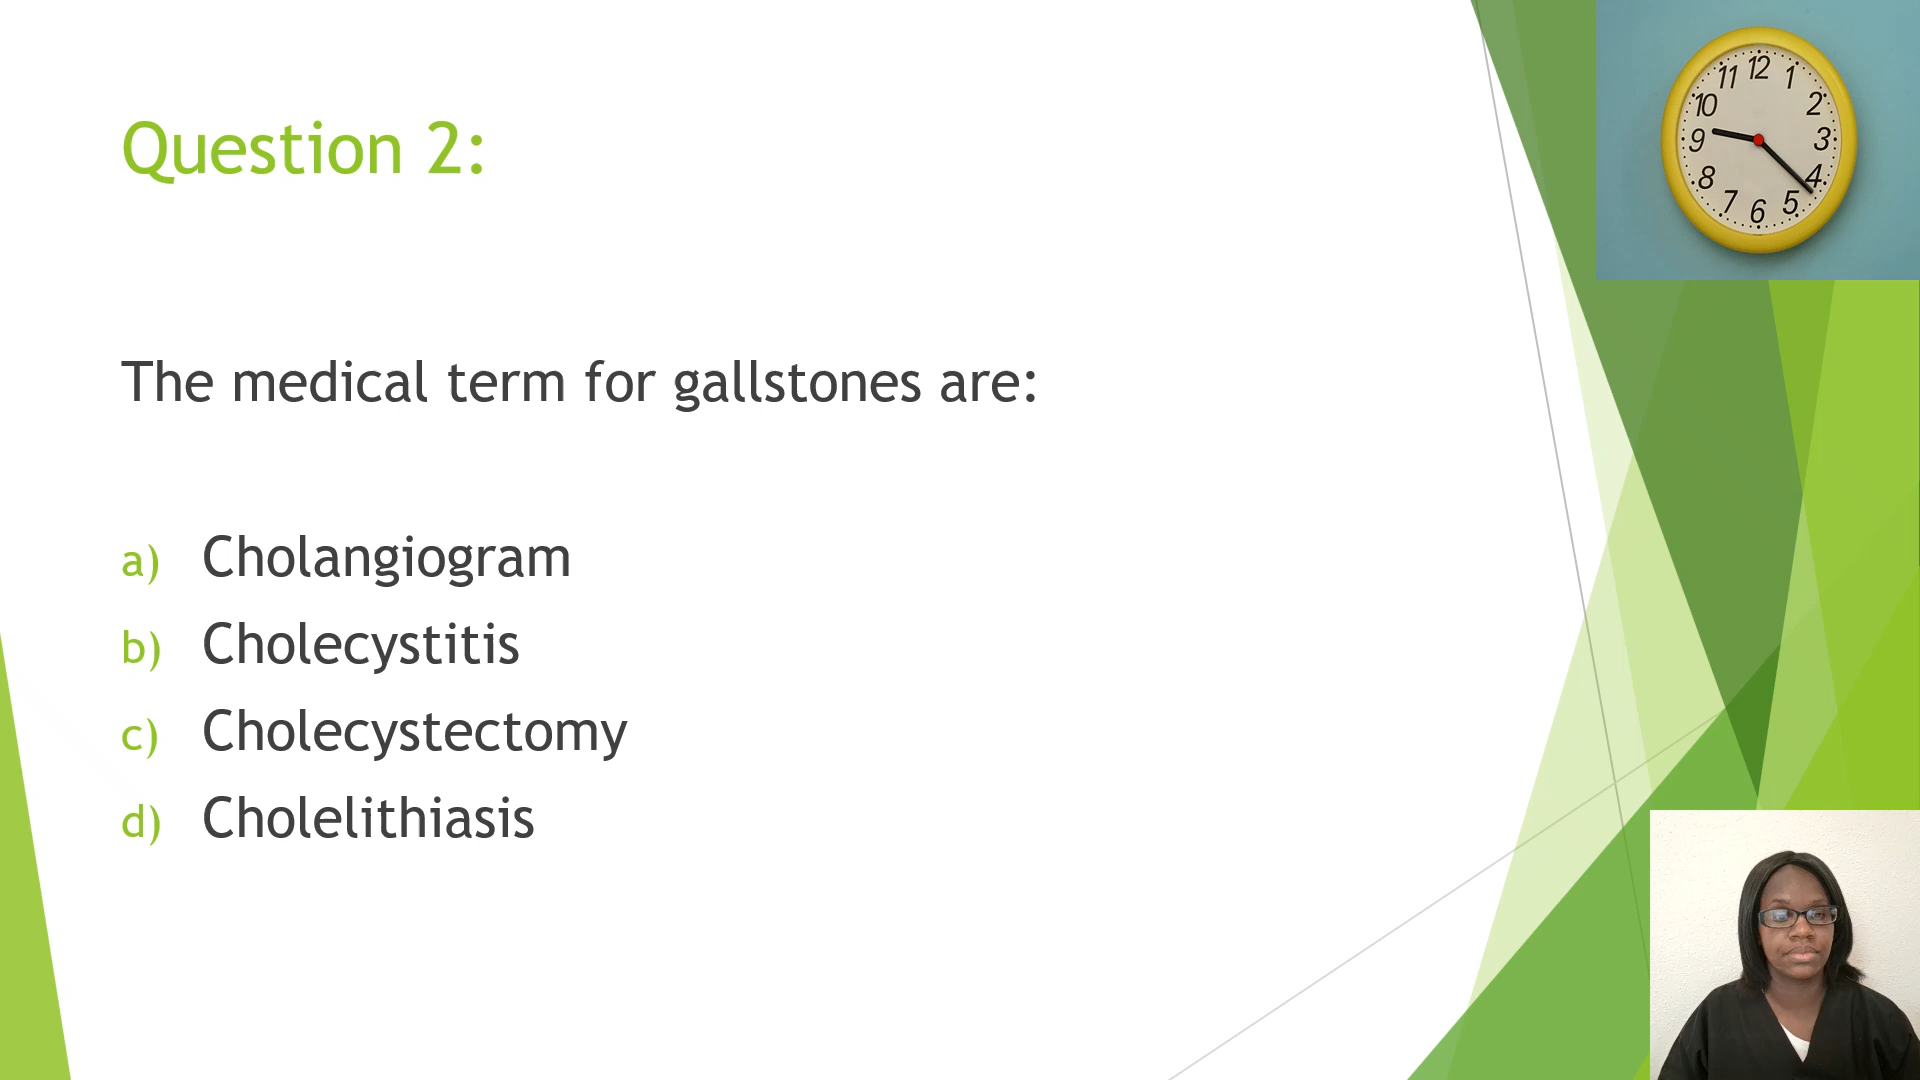 Question 2:
The medical term for gallstones are:
a) Cholangiogram
b) Cholecystitis
c) Cholecystectomy
d) Cholelithiasis
12
1
2
3
4
5
6
7
8
9
10
11